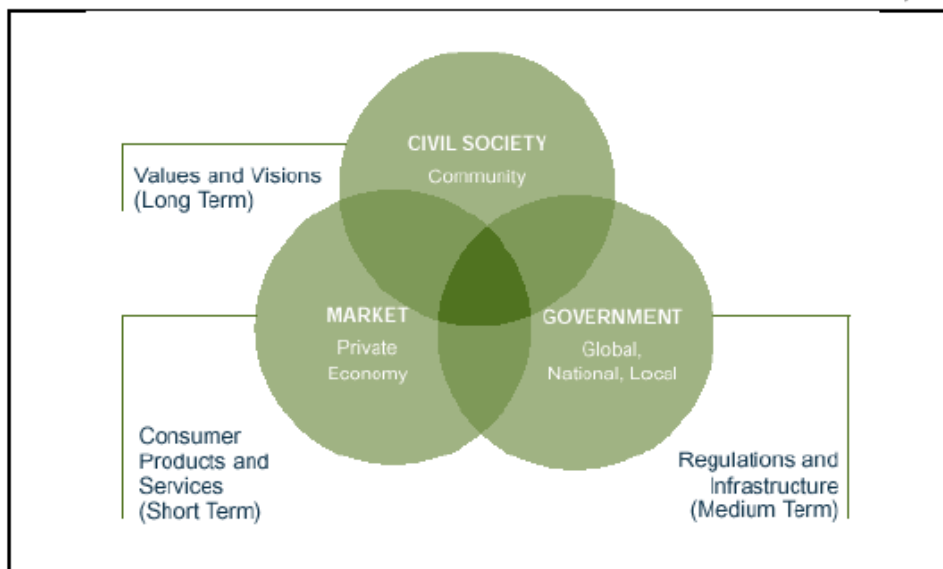 CIVIL SOCIETY
Community
Values and Visions
(Long Term)
MARKET
Private
Economy
GOVERNMENT
Global,
National, Local
Consumer
Products and
Services
(Short Term)
Regulations and
Infrastructure
(Medium Term)